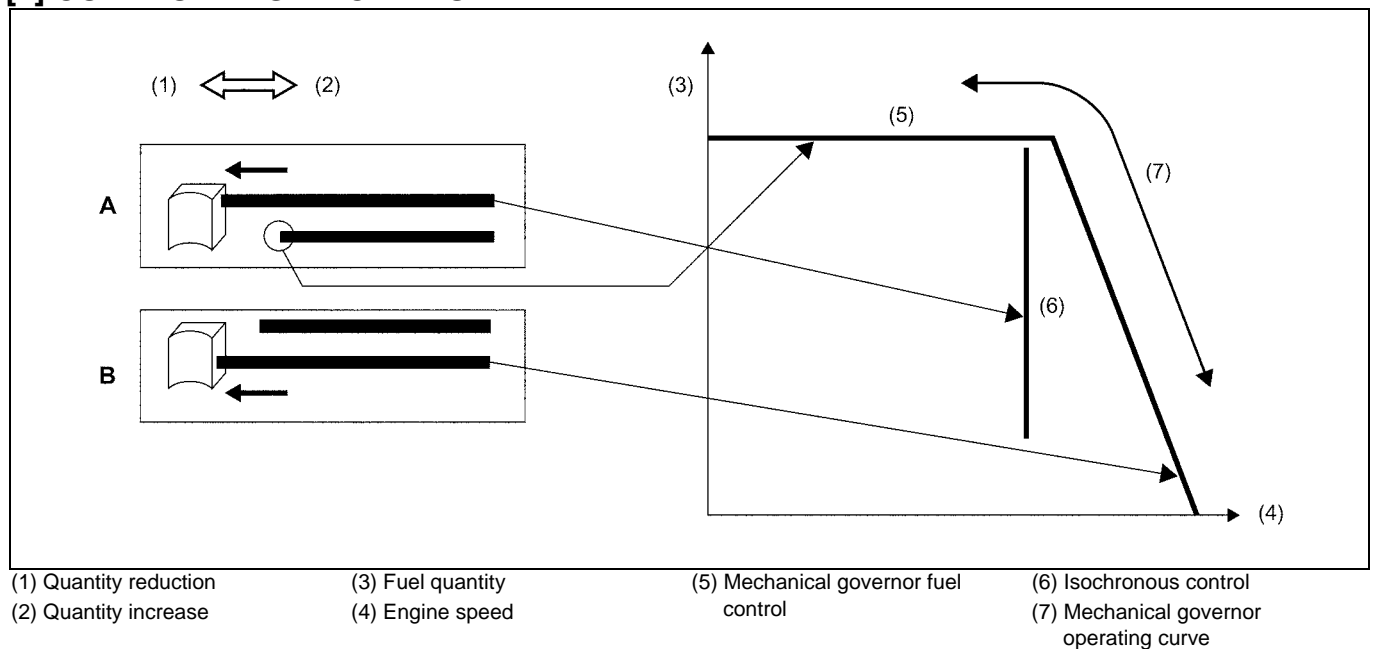 (1) (2) (3) (5)
(7)
A
(6)
B
(4)
(1) Quantity reduction
(2) Quantity increase
(3) Fuel quantity
(4) Engine speed
(5) Mechanical governor fuel
control
(6) Isochronous control
(7) Mechanical governor
operating curve